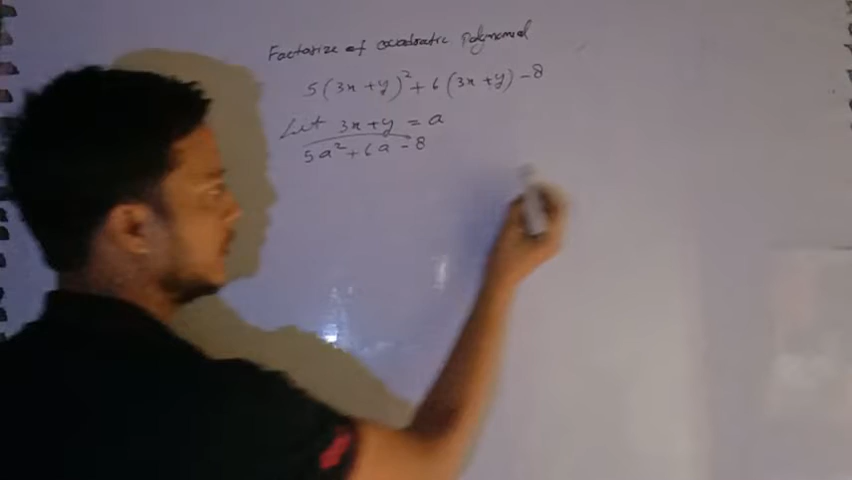 Factorize of quadratic Polynomial
5(3x+y)²+6(3x+y)-8
Let 3x+y = a
5a²+6a-8